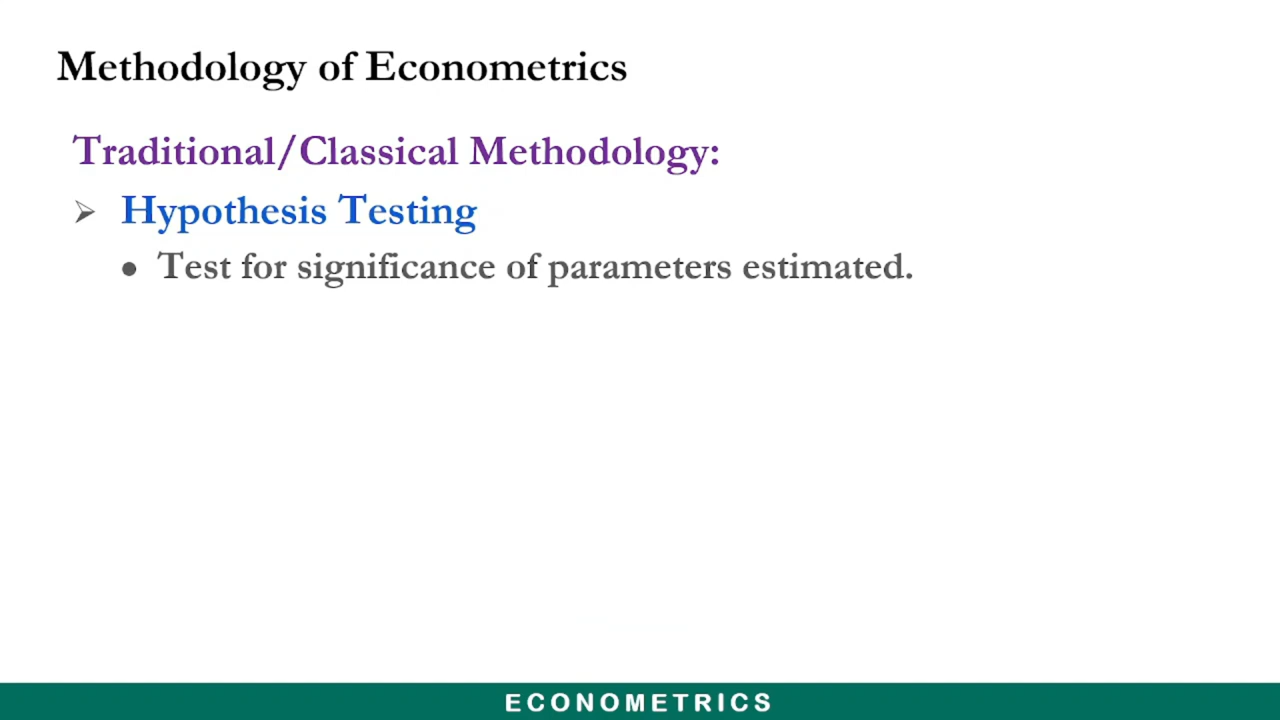 Methodology of Econometrics
Traditional/Classical Methodology:
➢ Hypothesis Testing
● Test for significance of parameters estimated.
ECONOMETRICS